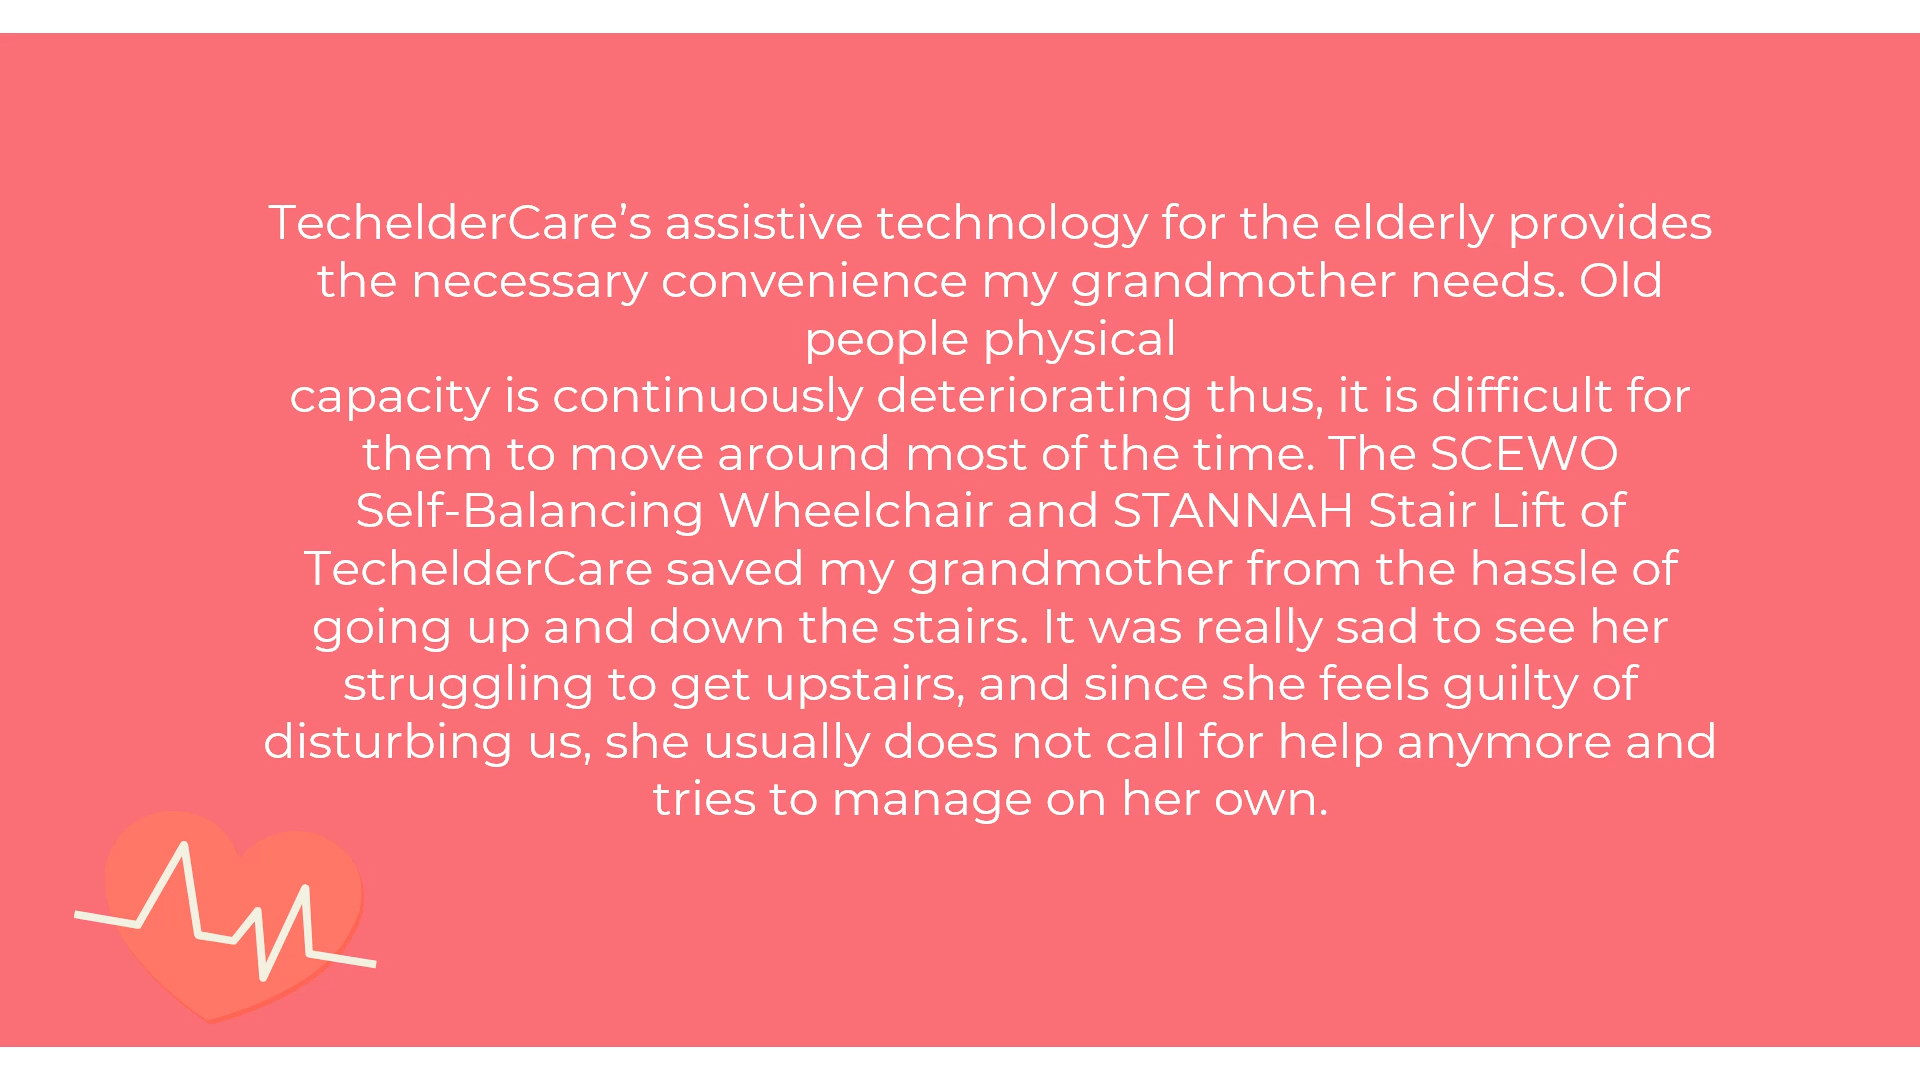 TechelderCare’s assistive technology for the elderly provides
the necessary convenience my grandmother needs. Old
people physical
capacity is continuously deteriorating thus, it is difficult for
them to move around most of the time. The SCEWO
Self-Balancing Wheelchair and STANNAH Stair Lift of
TechelderCare saved my grandmother from the hassle of
going up and down the stairs. It was really sad to see her
struggling to get upstairs, and since she feels guilty of
disturbing us, she usually does not call for help anymore and
tries to manage on her own.